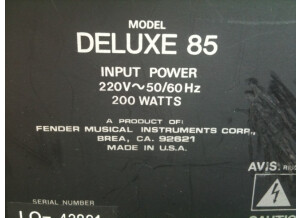 MODEL
DELUXE 85
INPUT POWER
220V~50/60Hz
200 WATTS
A PRODUCT OF:
FENDER MUSICAL INSTRUMENTS CORP.,
BREA, CA. 92621
MADE IN U.S.A.
AVIS:
SERIAL NUMBER